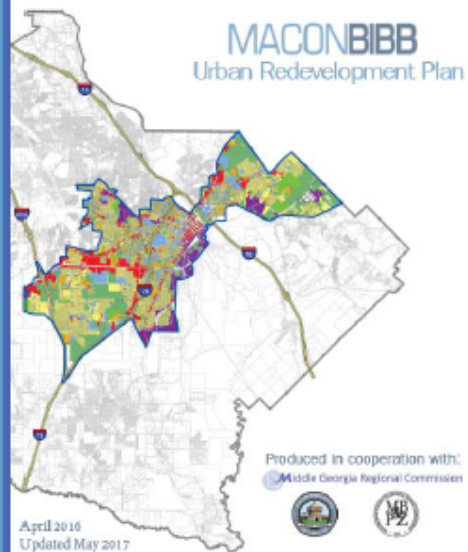 MACONBIBB
Urban Redevelopment Plan
Produced in cooperation with:
Middle Georgia Regional Commission
April 2016
Updated May 2017